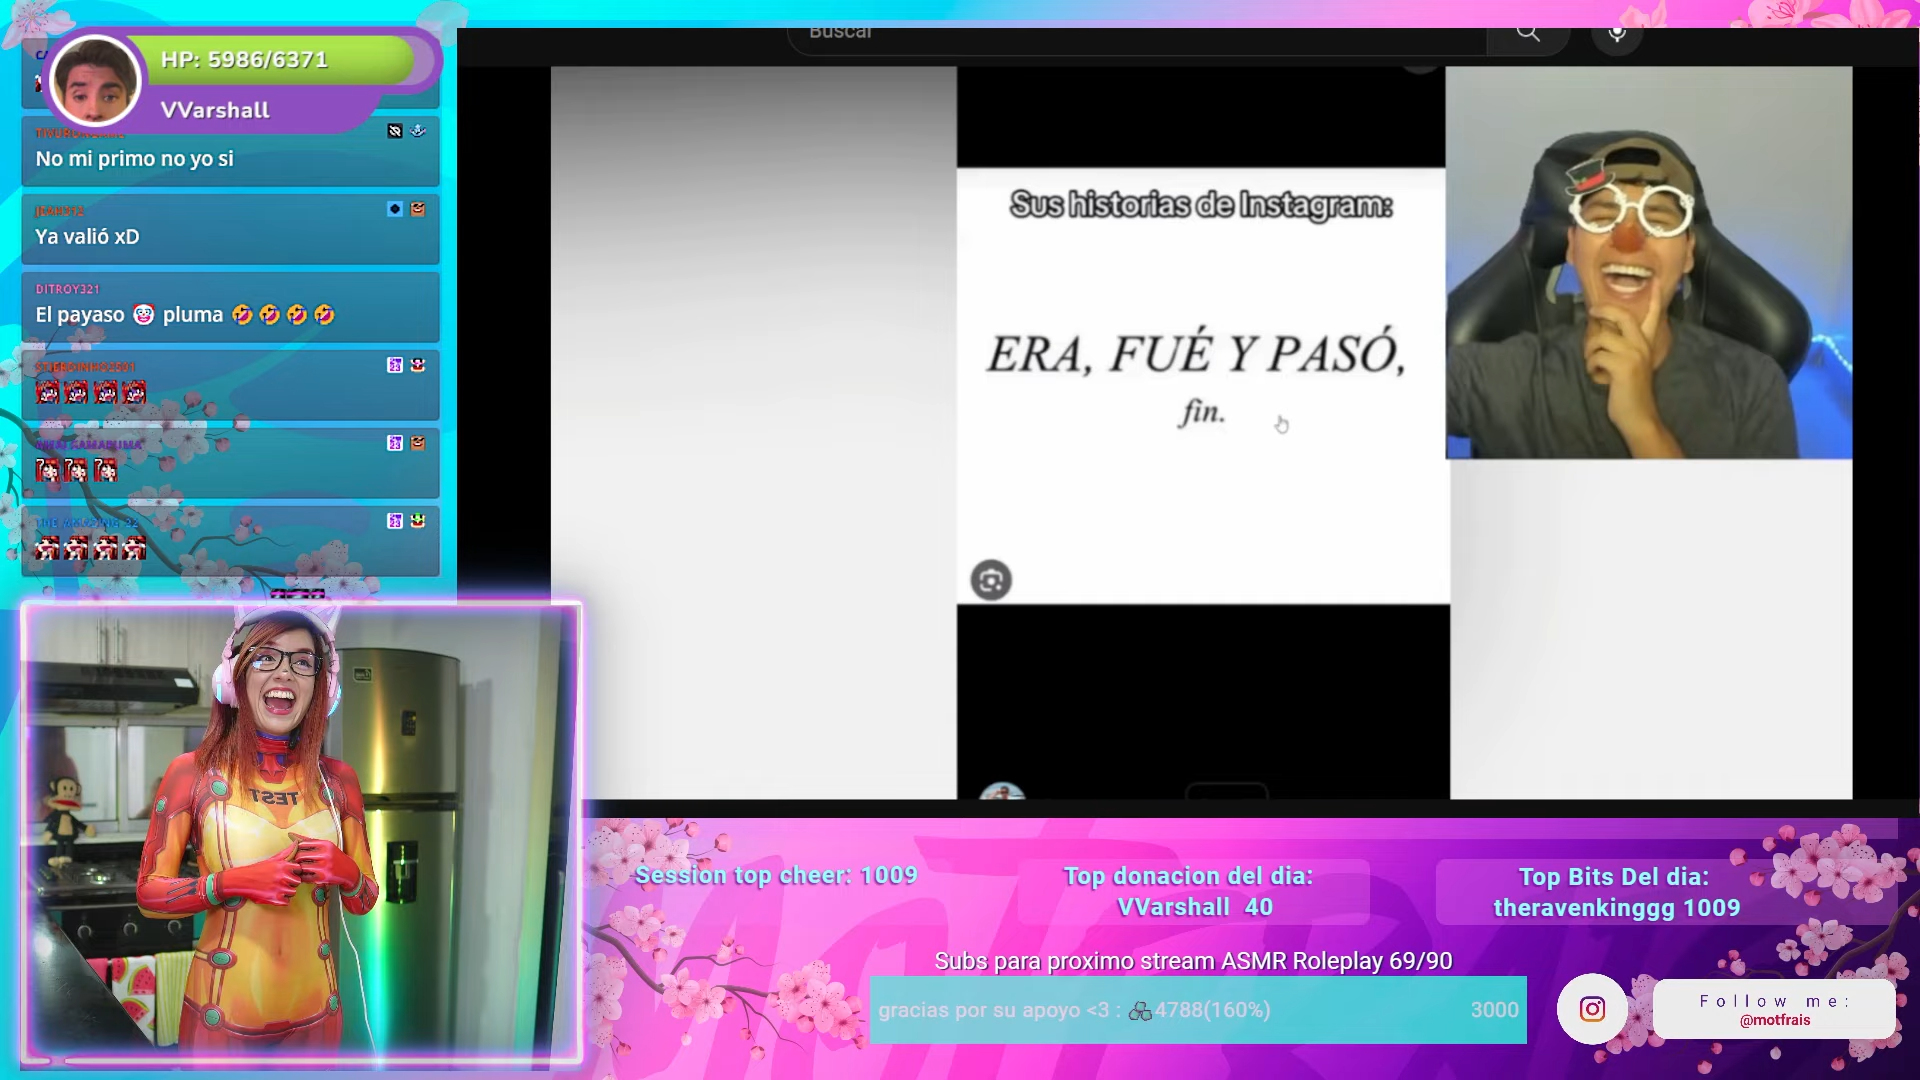 HP: 5986/6371
VVarshall
No mi primo no yo si
Ya valió xD
DITROY321
El payaso 🤡 pluma 🤣 🤣 🤣 🤣
Buscar
Sus historias de Instagram:
ERA, FUÉ Y PASÓ,
fin.
TEST
Session top cheer: 1009
Top donacion del dia:
VVarshall 40
Top Bits Del dia:
theravenkinggg 1009
Subs para proximo stream ASMR Roleplay 69/90
gracias por su apoyo <3 : 4788(160%)
3000
Follow me:
@motfrais